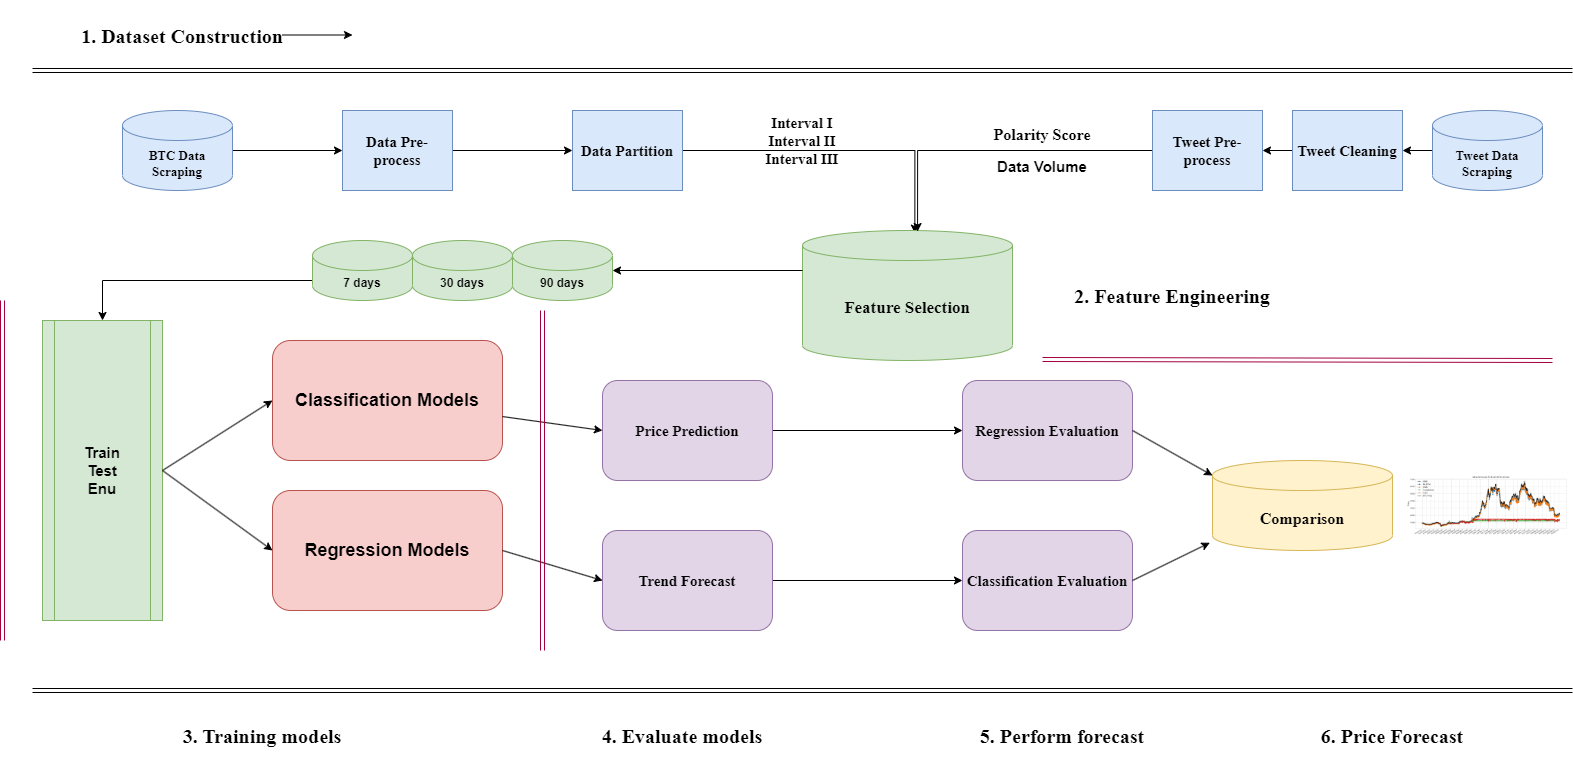 1. Dataset Construction
BTC Data
Scraping
Data Pre-
process
Data Partition
Interval I
Interval II
Interval III
Polarity Score
Data Volume
Tweet Pre-
process
Tweet Cleaning
Tweet Data
Scraping
7 days
30 days
90 days
Feature Selection
2. Feature Engineering
Train
Test
Enu
Classification Models
Regression Models
Price Prediction
Regression Evaluation
Trend Forecast
Classification Evaluation
Comparison
3. Training models
4. Evaluate models
5. Perform forecast
6. Price Forecast